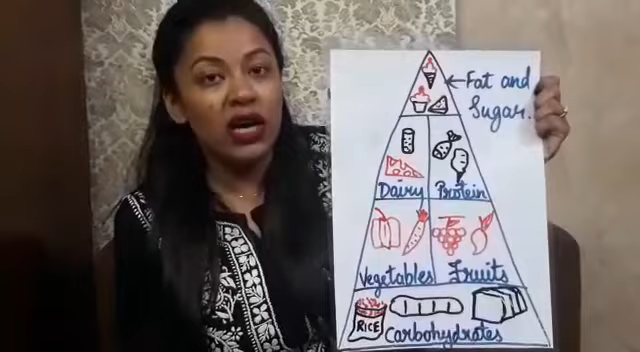 Fat and
Sugar.
Dairy
Protein
Vegetables
Fruits
RICE
Carbohydrates